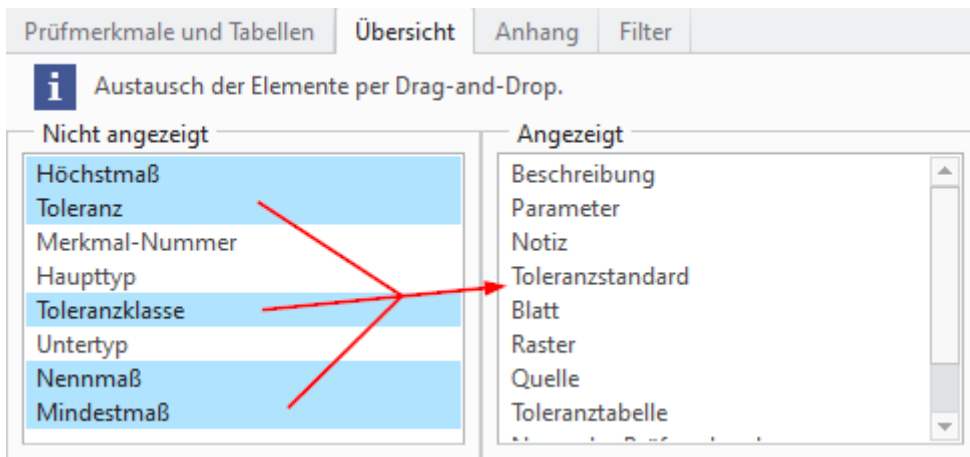 Prüfmerkmale und Tabellen Übersicht Anhang Filter
i Austausch der Elemente per Drag-and-Drop.
Nicht angezeigt
Höchstmaß
Toleranz
Merkmal-Nummer
Haupttyp
Toleranzklasse
Untertyp
Nennmaß
Mindestmaß
Angezeigt
Beschreibung
Parameter
Notiz
Toleranzstandard
Blatt
Raster
Quelle
Toleranztabelle